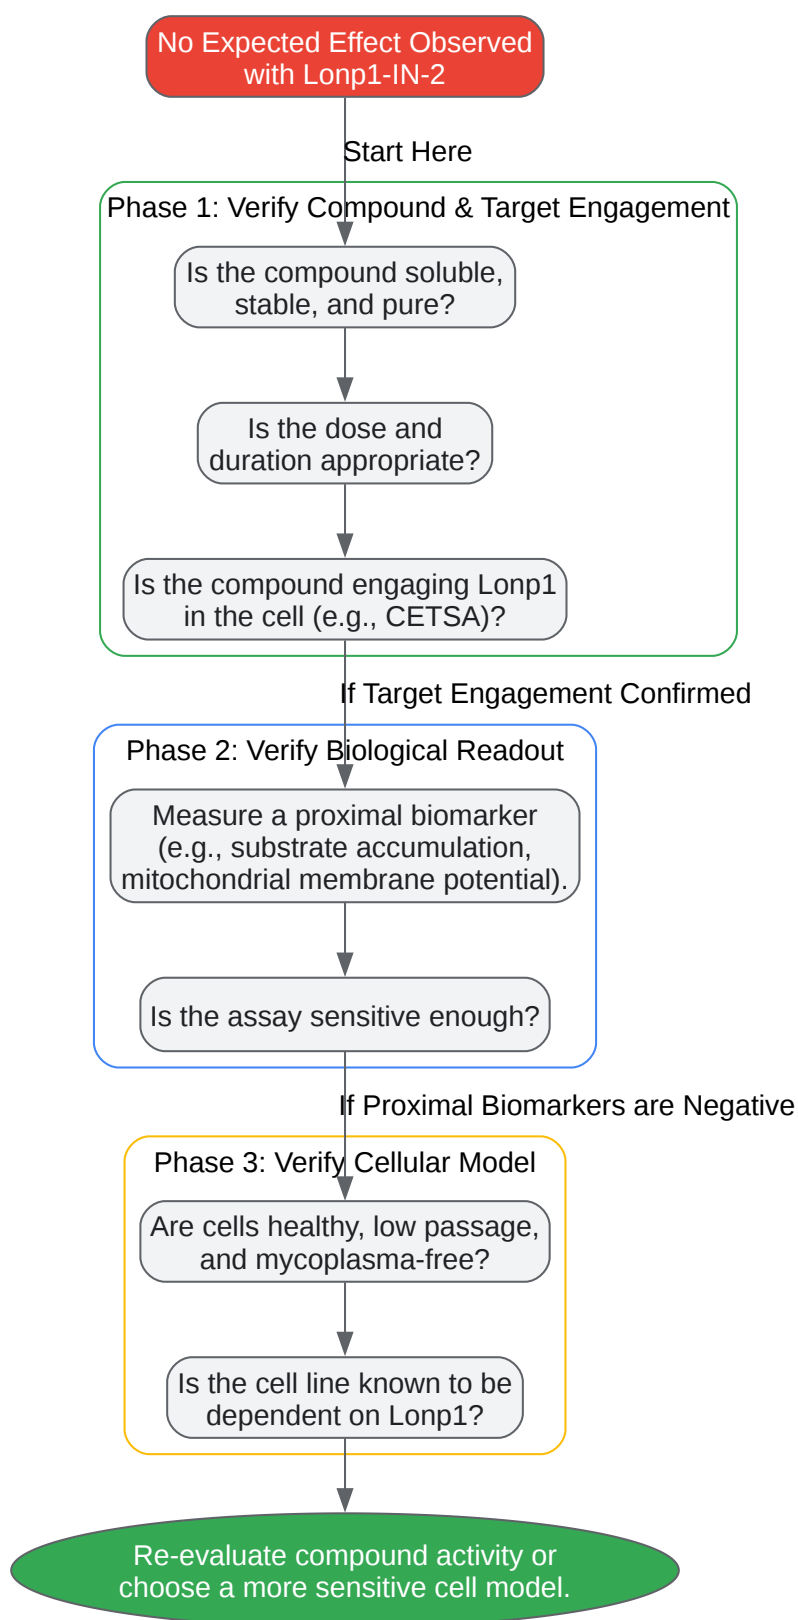 No Expected Effect Observed
with Lonp1-IN-2
Start Here
Phase 1: Verify Compound & Target Engagement
Is the compound soluble,
stable, and pure?
Is the dose and
duration appropriate?
Is the compound engaging Lonp1
in the cell (e.g., CETSA)?
If Target Engagement Confirmed
Phase 2: Verify Biological Readout
Measure a proximal biomarker
(e.g., substrate accumulation,
mitochondrial membrane potential).
Is the assay sensitive enough?
If Proximal Biomarkers are Negative
Phase 3: Verify Cellular Model
Are cells healthy, low passage,
and mycoplasma-free?
Is the cell line known to be
dependent on Lonp1?
Re-evaluate compound activity or
choose a more sensitive cell model.